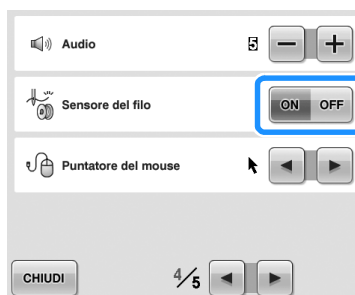 Audio 5 − +
Sensore del filo ON OFF
Puntatore del mouse
CHIUDI 4/5